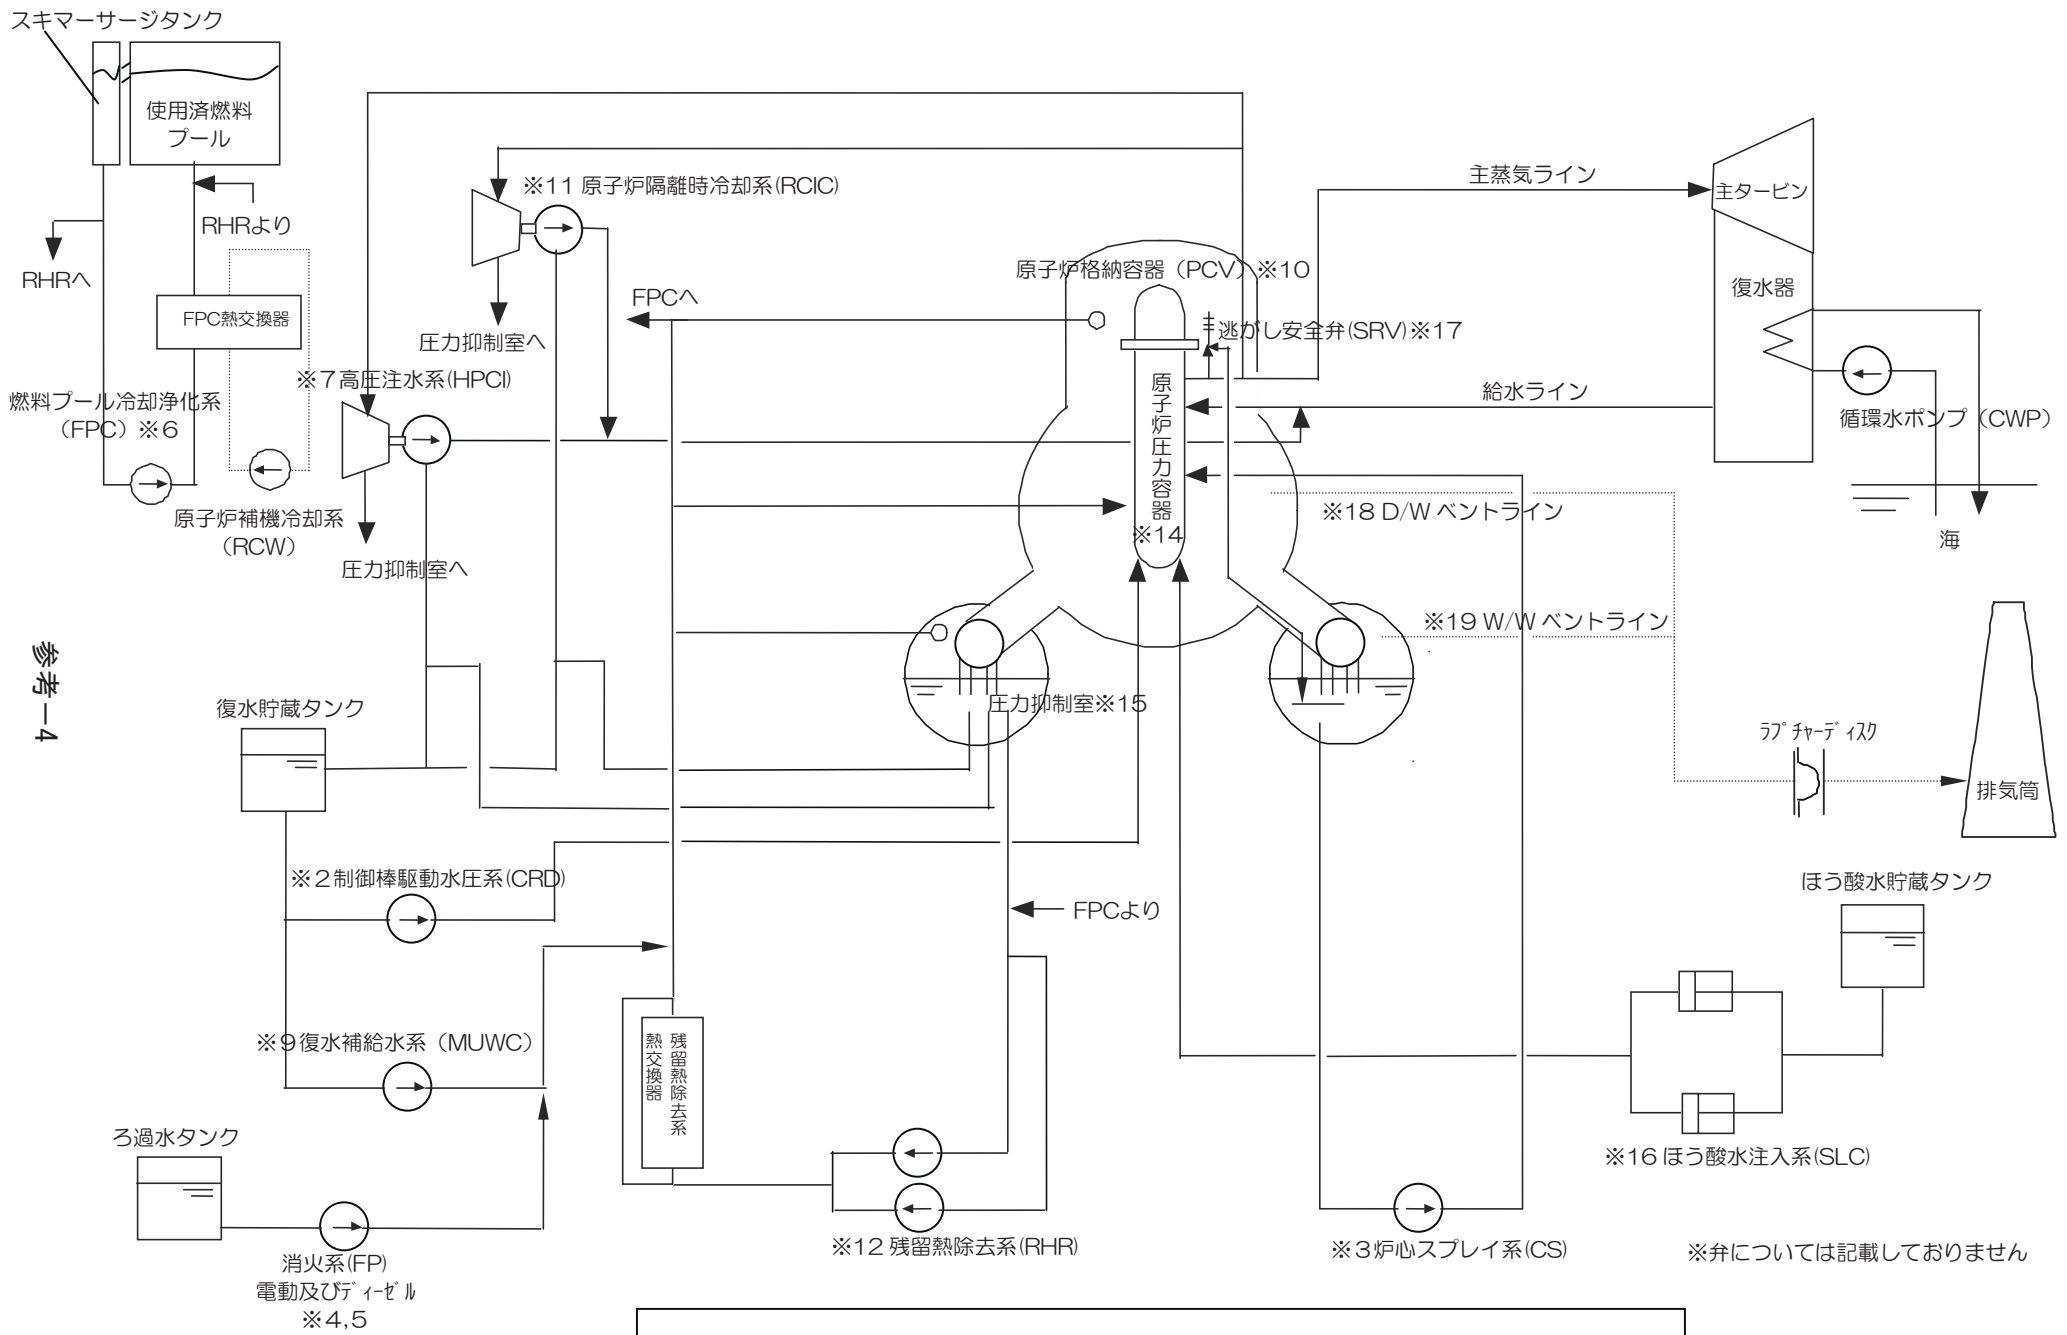 スキマーサージタンク
使用済燃料
プール
RHRより
RHRへ
FPC熱交換器
燃料プール冷却浄化系
（FPC）※6
原子炉補機冷却系
（RCW）
※11 原子炉隔離時冷却系(RCIC)
圧力抑制室へ
※7高圧注水系(HPCI)
圧力抑制室へ
FPCへ
原子炉格納容器（PCV）※10
逃がし安全弁(SRV)※17
原子炉圧力容器
※14
主蒸気ライン
主タービン
復水器
給水ライン
循環水ポンプ（CWP）
海
※18 D/W ベントライン
※19 W/W ベントライン
圧力抑制室※15
ラプチャーディスク
排気筒
参考－4
復水貯蔵タンク
※2制御棒駆動水圧系(CRD)
FPCより
ほう酸水貯蔵タンク
※9復水補給水系（MUWC）
残留熱除去系
熱交換器
ろ過水タンク
消火系(FP)
電動及びディーゼル
※4,5
※12 残留熱除去系(RHR)
※3炉心スプレイ系(CS)
※16 ほう酸水注入系(SLC)
※弁については記載しておりません